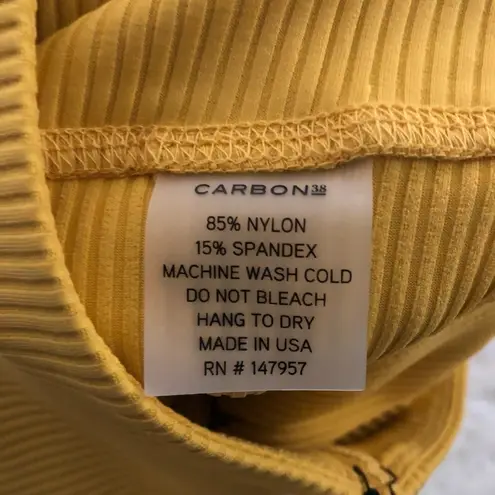 CARBON38
85% NYLON
15% SPANDEX
MACHINE WASH COLD
DO NOT BLEACH
HANG TO DRY
MADE IN USA
RN # 147957